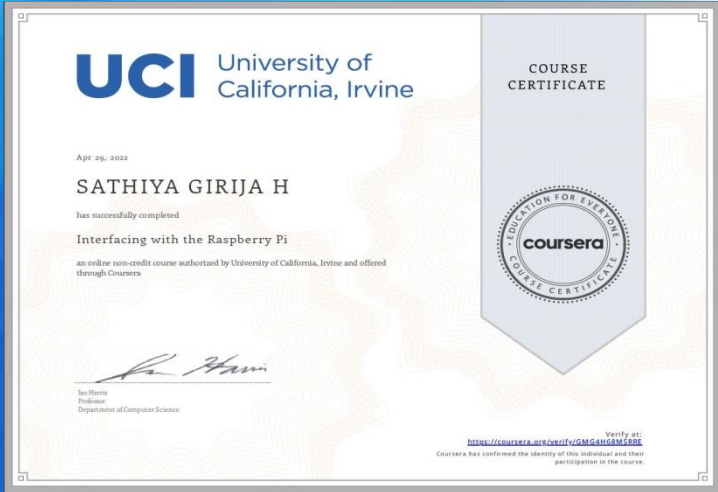 UCI University of
California, Irvine
COURSE
CERTIFICATE
Apr 29, 2022
SATHIYA GIRIJA H
has successfully completed
Interfacing with the Raspberry Pi
an online non-credit course authorized by University of California, Irvine and offered
through Coursera
EDUCATION FOR EVERYONE
coursera
COURSE CERTIFICATE
Ian Harris
Professor
Department of Computer Science
Verify at:
https://coursera.org/verify/GMG4H68MSRRE
Coursera has confirmed the identity of this individual and their
participation in the course.